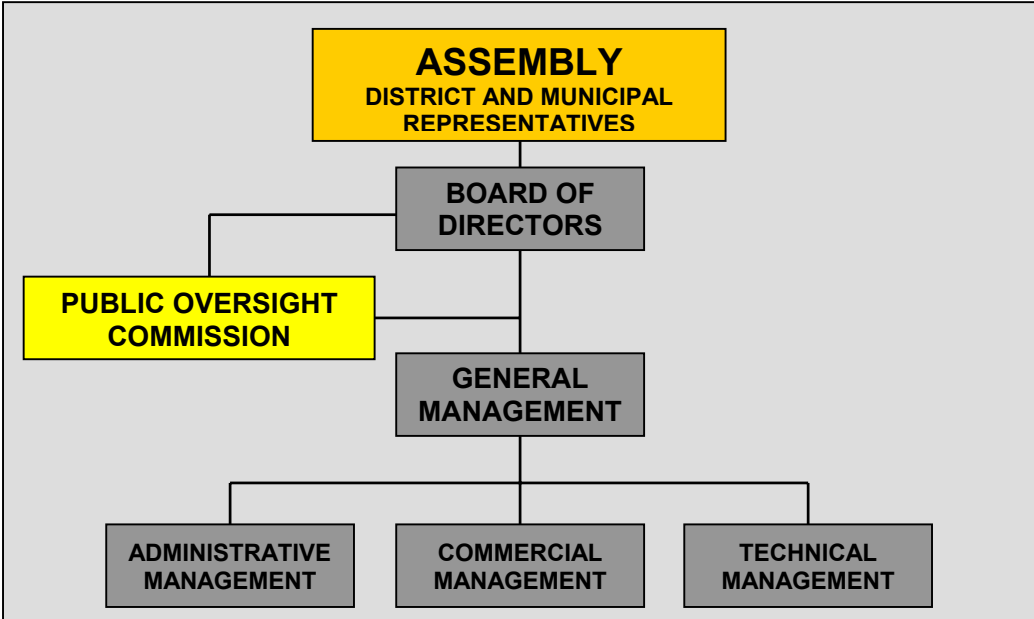 ASSEMBLY
DISTRICT AND MUNICIPAL
REPRESENTATIVES
BOARD OF
DIRECTORS
PUBLIC OVERSIGHT
COMMISSION
GENERAL
MANAGEMENT
ADMINISTRATIVE
MANAGEMENT
COMMERCIAL
MANAGEMENT
TECHNICAL
MANAGEMENT